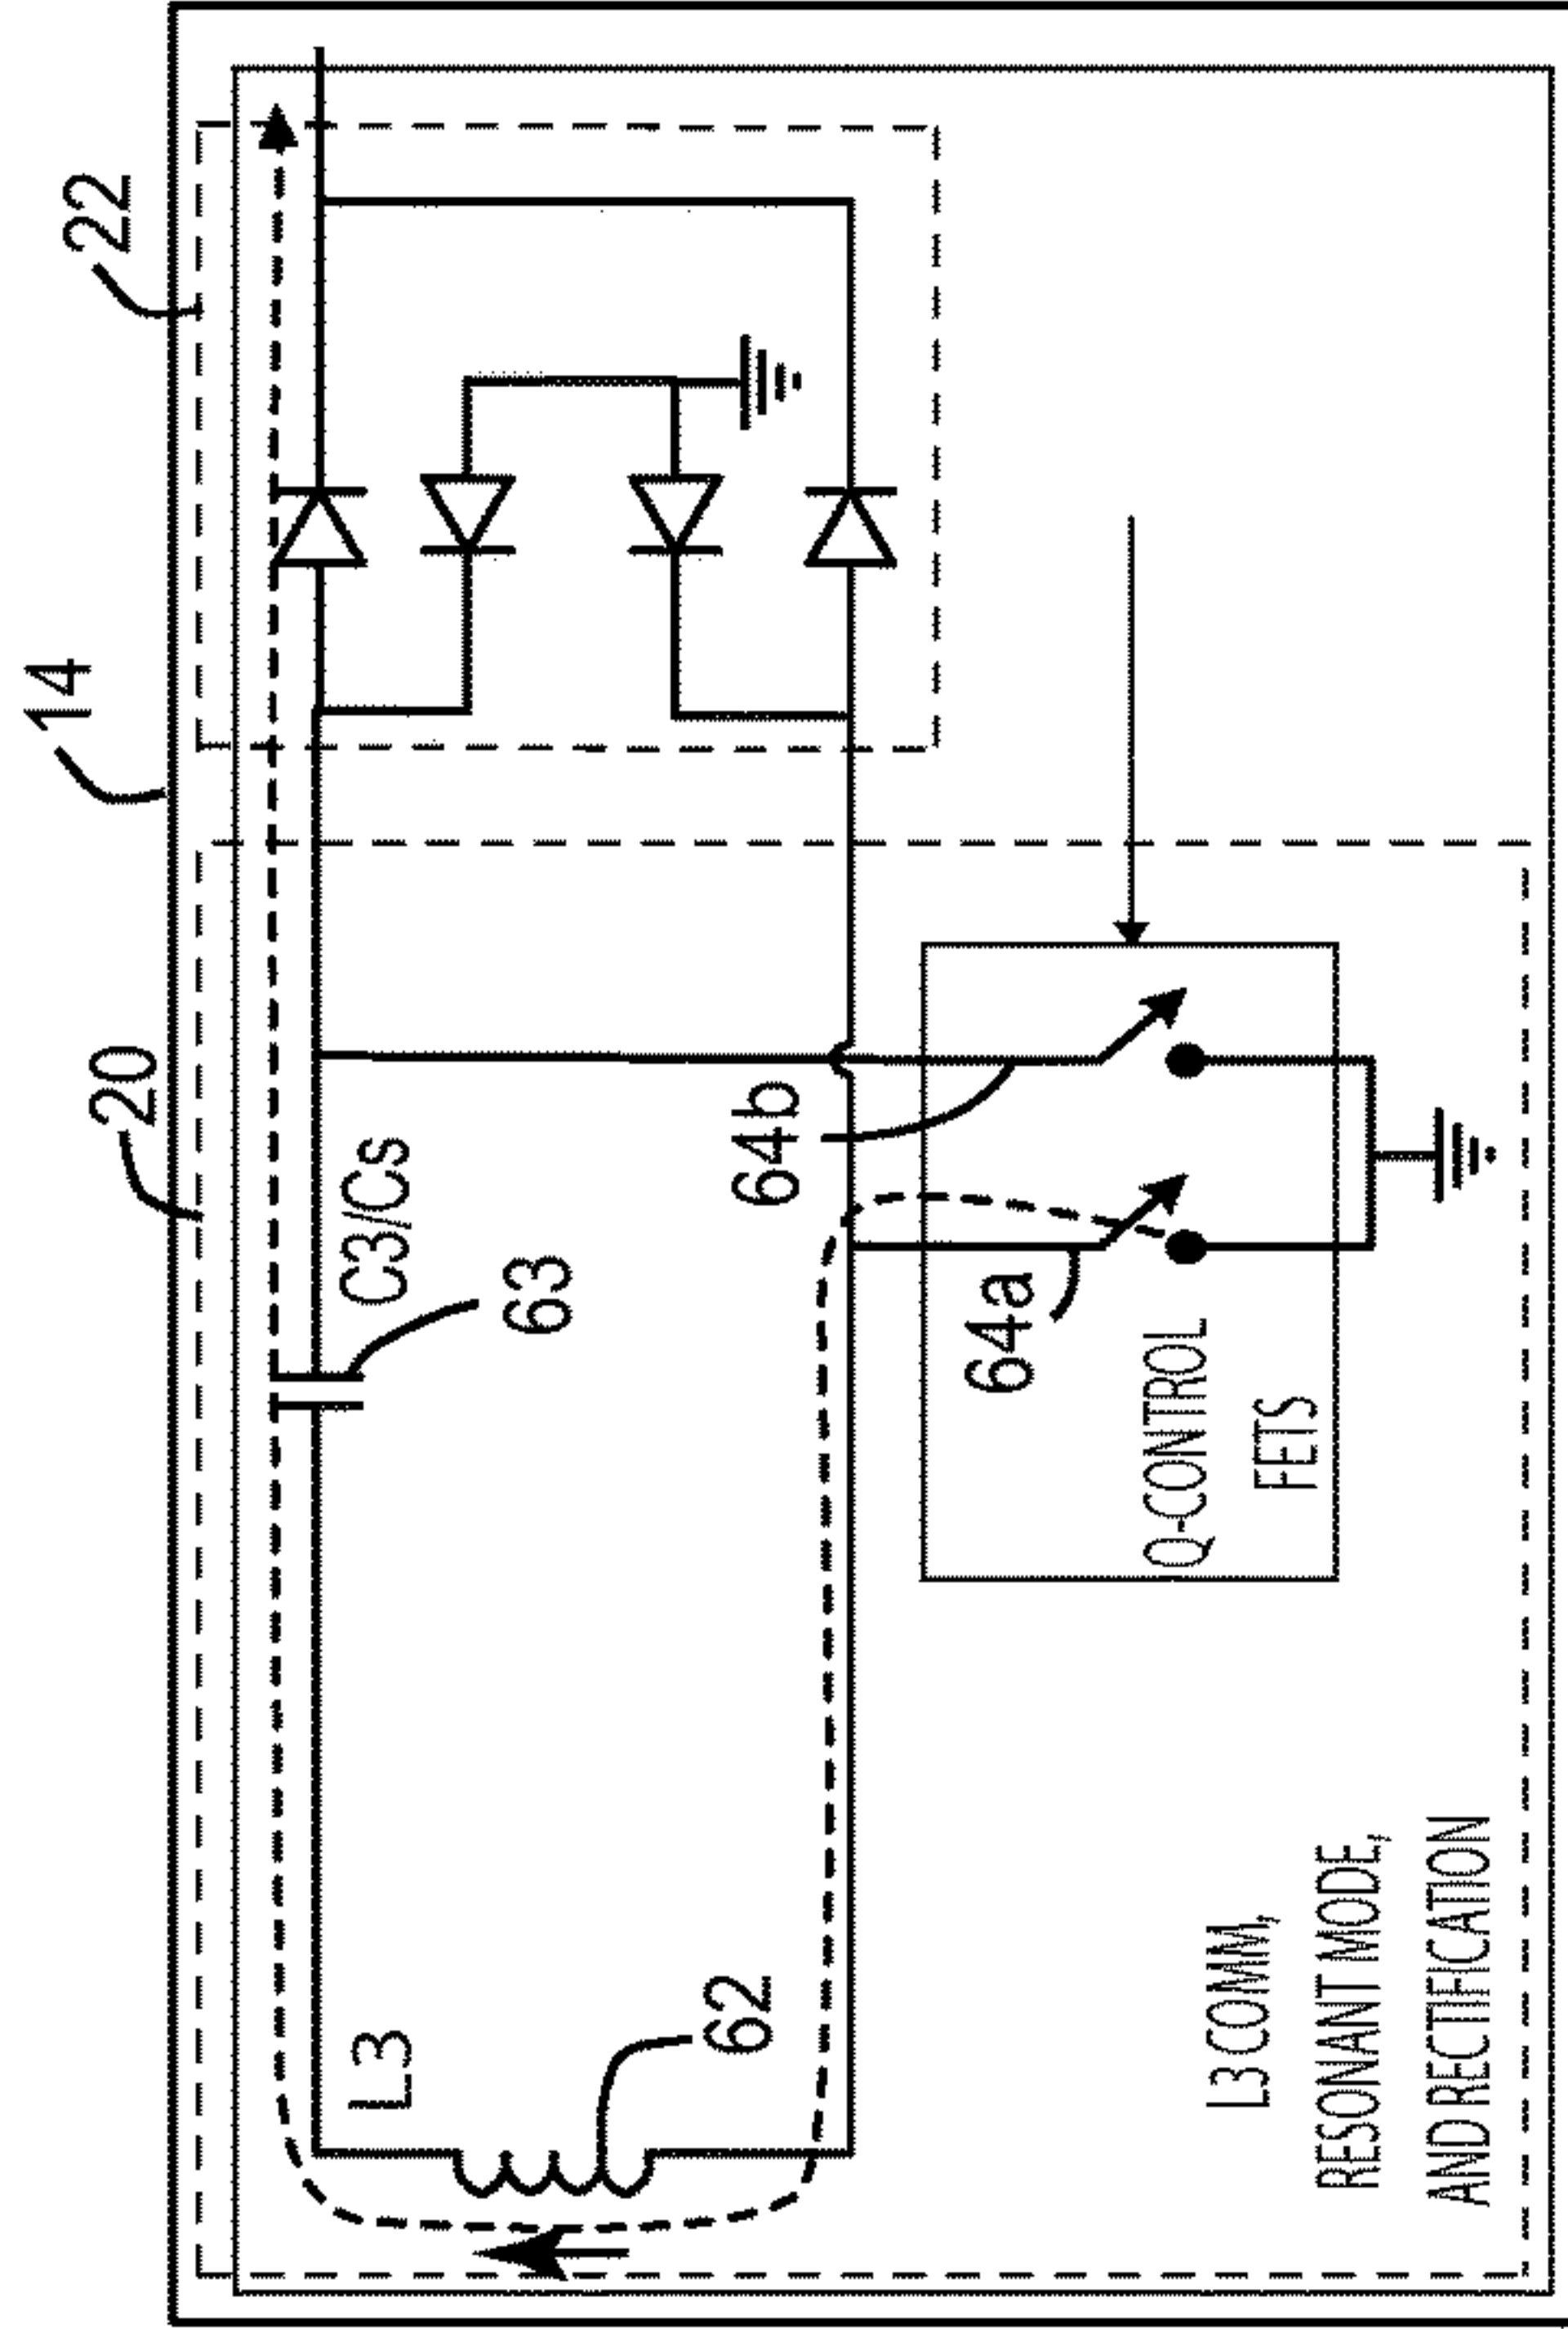 14
20
22
L3
C3/Cs
63
62
64b
64a
Q-CONTROL
FETS
L3 COMM,
RESONANT MODE,
AND RECTIFICATION